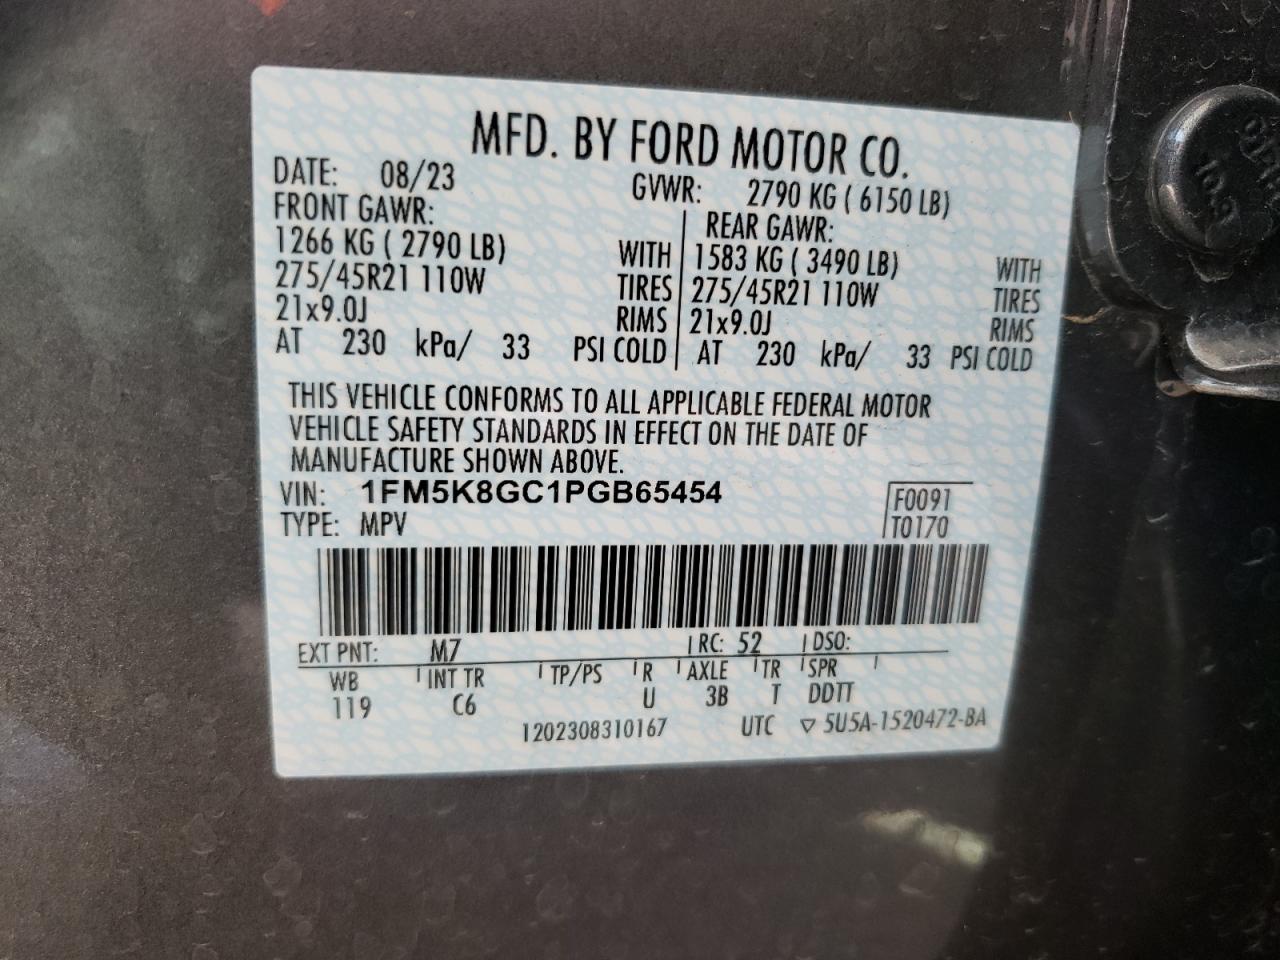 MFD. BY FORD MOTOR CO.
DATE: 08/23 GVWR: 2790 KG ( 6150 LB)
FRONT GAWR: REAR GAWR:
1266 KG ( 2790 LB) WITH 1583 KG ( 3490 LB) WITH
275/45R21 110W TIRES 275/45R21 110W TIRES
21x9.0J RIMS 21x9.0J RIMS
AT 230 kPa/ 33 PSI COLD AT 230 kPa/ 33 PSI COLD
THIS VEHICLE CONFORMS TO ALL APPLICABLE FEDERAL MOTOR
VEHICLE SAFETY STANDARDS IN EFFECT ON THE DATE OF
MANUFACTURE SHOWN ABOVE.
VIN: 1FM5K8GC1PGB65454 F0091
TYPE: MPV T0170
EXT PNT: M7 RC: 52 DSO:
WB INT TR TP/PS R AXLE TR SPR
119 C6 U 3B T DDTT
1202308310167 UTC ▽ 5U5A-1520472-BA
10.9